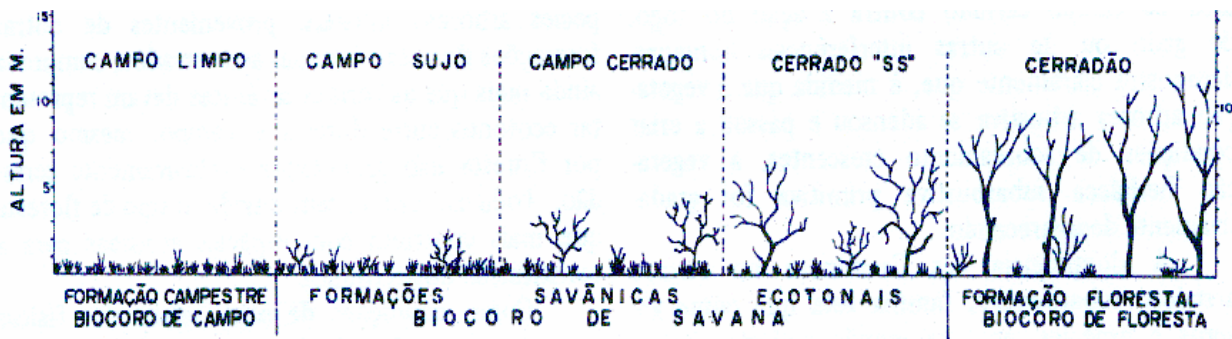 ALTURA EM M.
15
10
5
CAMPO LIMPO
CAMPO SUJO
CAMPO CERRADO
CERRADO "SS"
CERRADÃO
10
FORMAÇÃO CAMPESTRE
BIOCORO DE CAMPO
FORMAÇÕES SAVÂNICAS ECOTONAIS
BIOCORO DE SAVANA
FORMAÇÃO FLORESTAL
BIOCORO DE FLORESTA